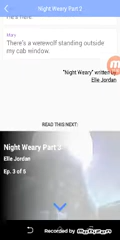 "Night Weary Part 2
Mara
There's a werewolf standing outside
my cab window.
"Night Weary" written by
Elle Jordan
READ THIS NEXT:
Night Weary Part 3
Elle Jordan
Ep. 3 of 5
Recorded by